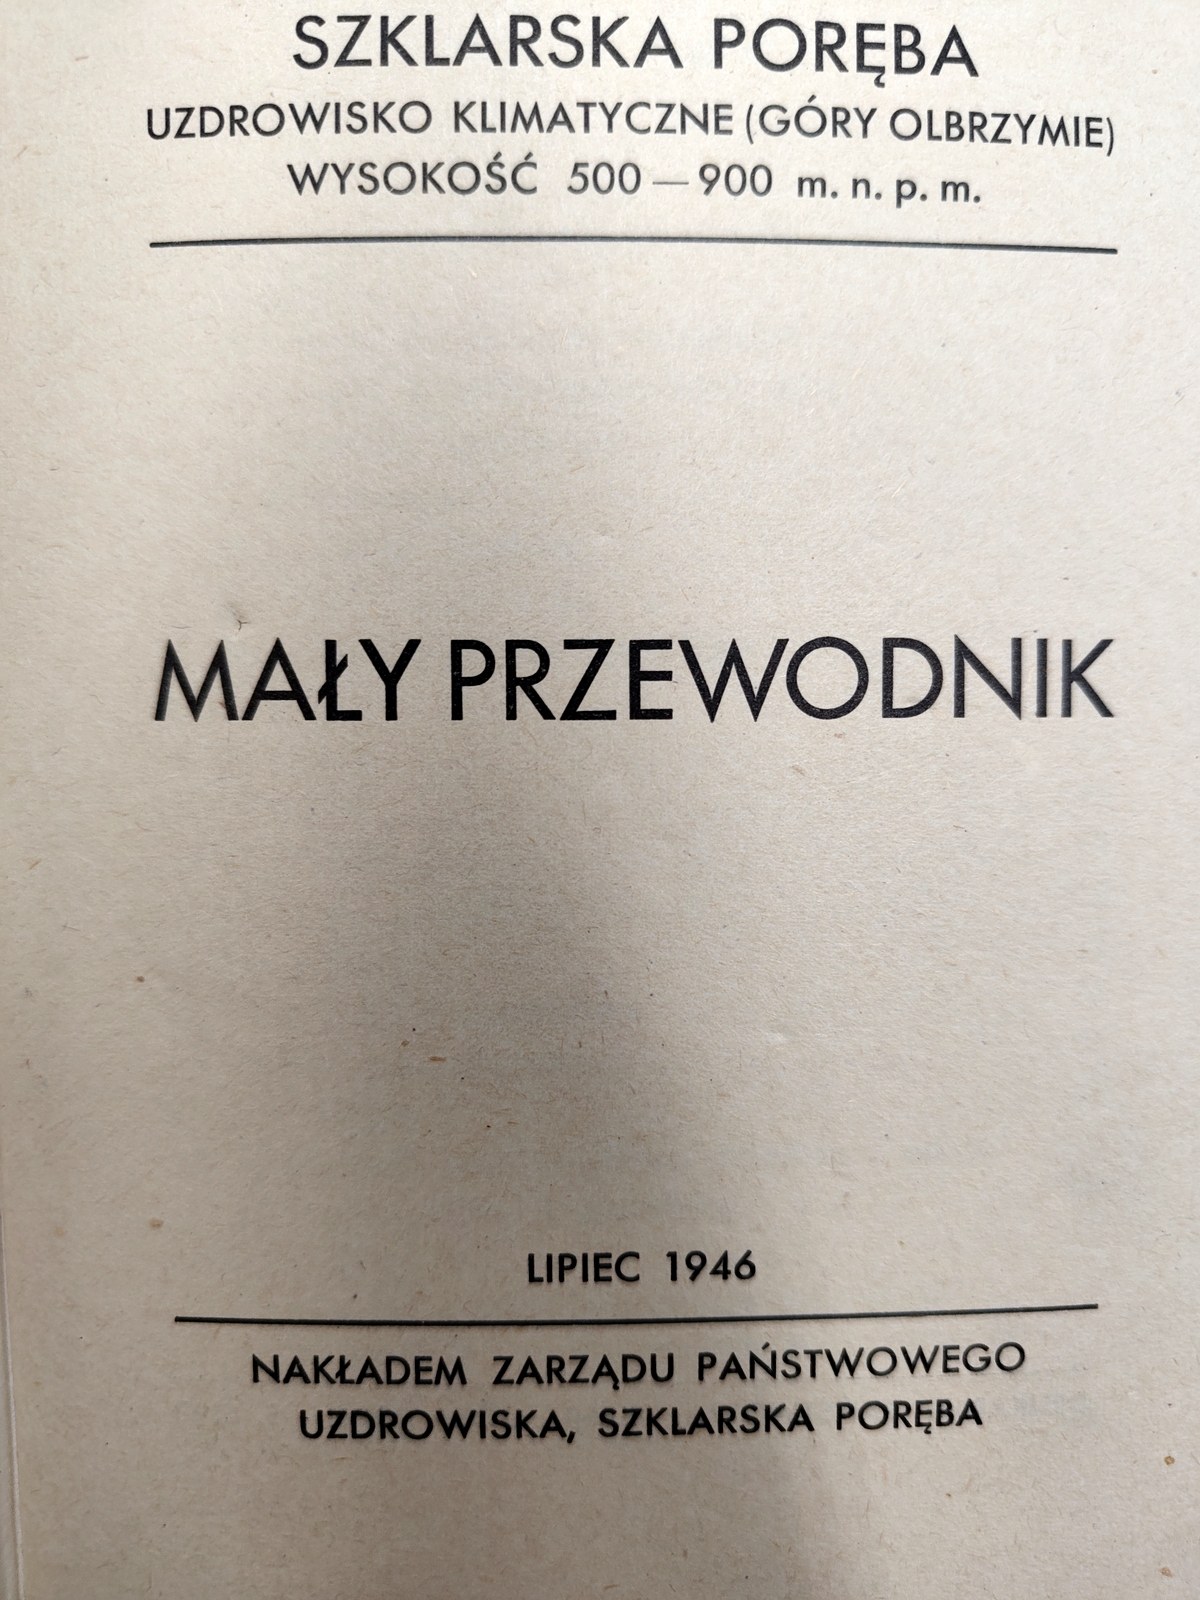 SZKLARSKA PORĘBA
UZDROWISKO KLIMATYCZNE (GÓRY OLBRZYMIE)
WYSOKOŚĆ 500 — 900 m. n. p. m.
MAŁY PRZEWODNIK
LIPIEC 1946
NAKŁADEM ZARZĄDU PAŃSTWOWEGO
UZDROWISKA, SZKLARSKA PORĘBA